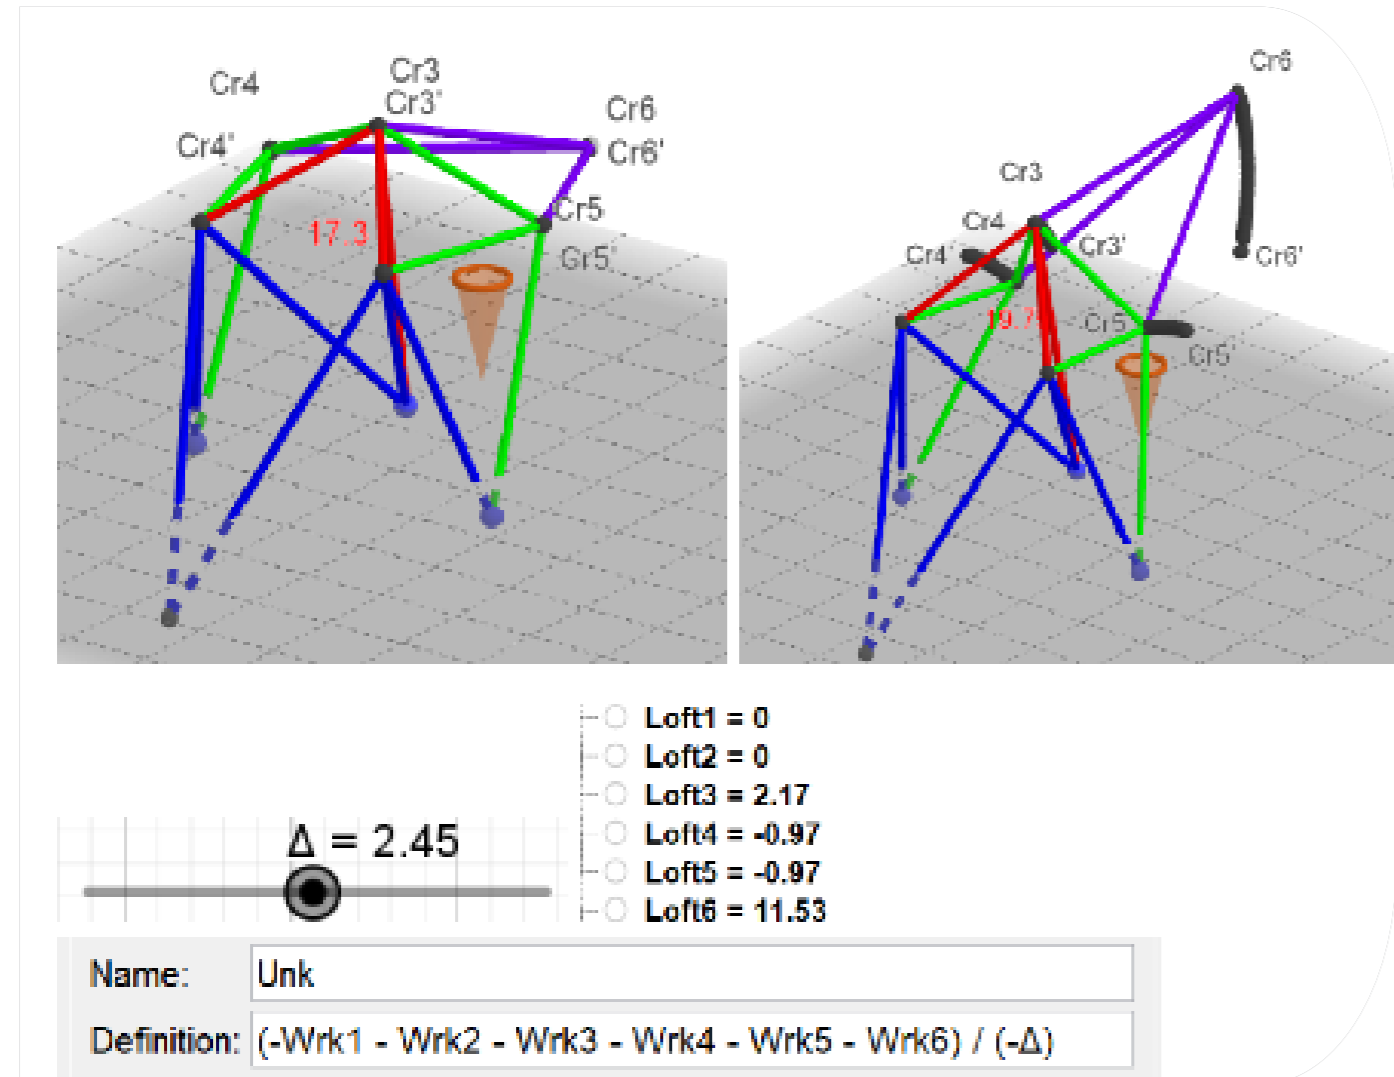 Cr4
Cr3
Cr3'
Cr6
Cr4'
Cr6'
Cr5
Cr5'
17.3
Cr6
Cr3
Cr4
Cr4'
Cr3'
Cr6'
19.7
Cr5
Cr5'
Loft1 = 0
Loft2 = 0
Loft3 = 2.17
Δ = 2.45
Loft4 = -0.97
Loft5 = -0.97
Loft6 = 11.53
Name: Unk
Definition: (-Wrk1 - Wrk2 - Wrk3 - Wrk4 - Wrk5 - Wrk6) / (-Δ)